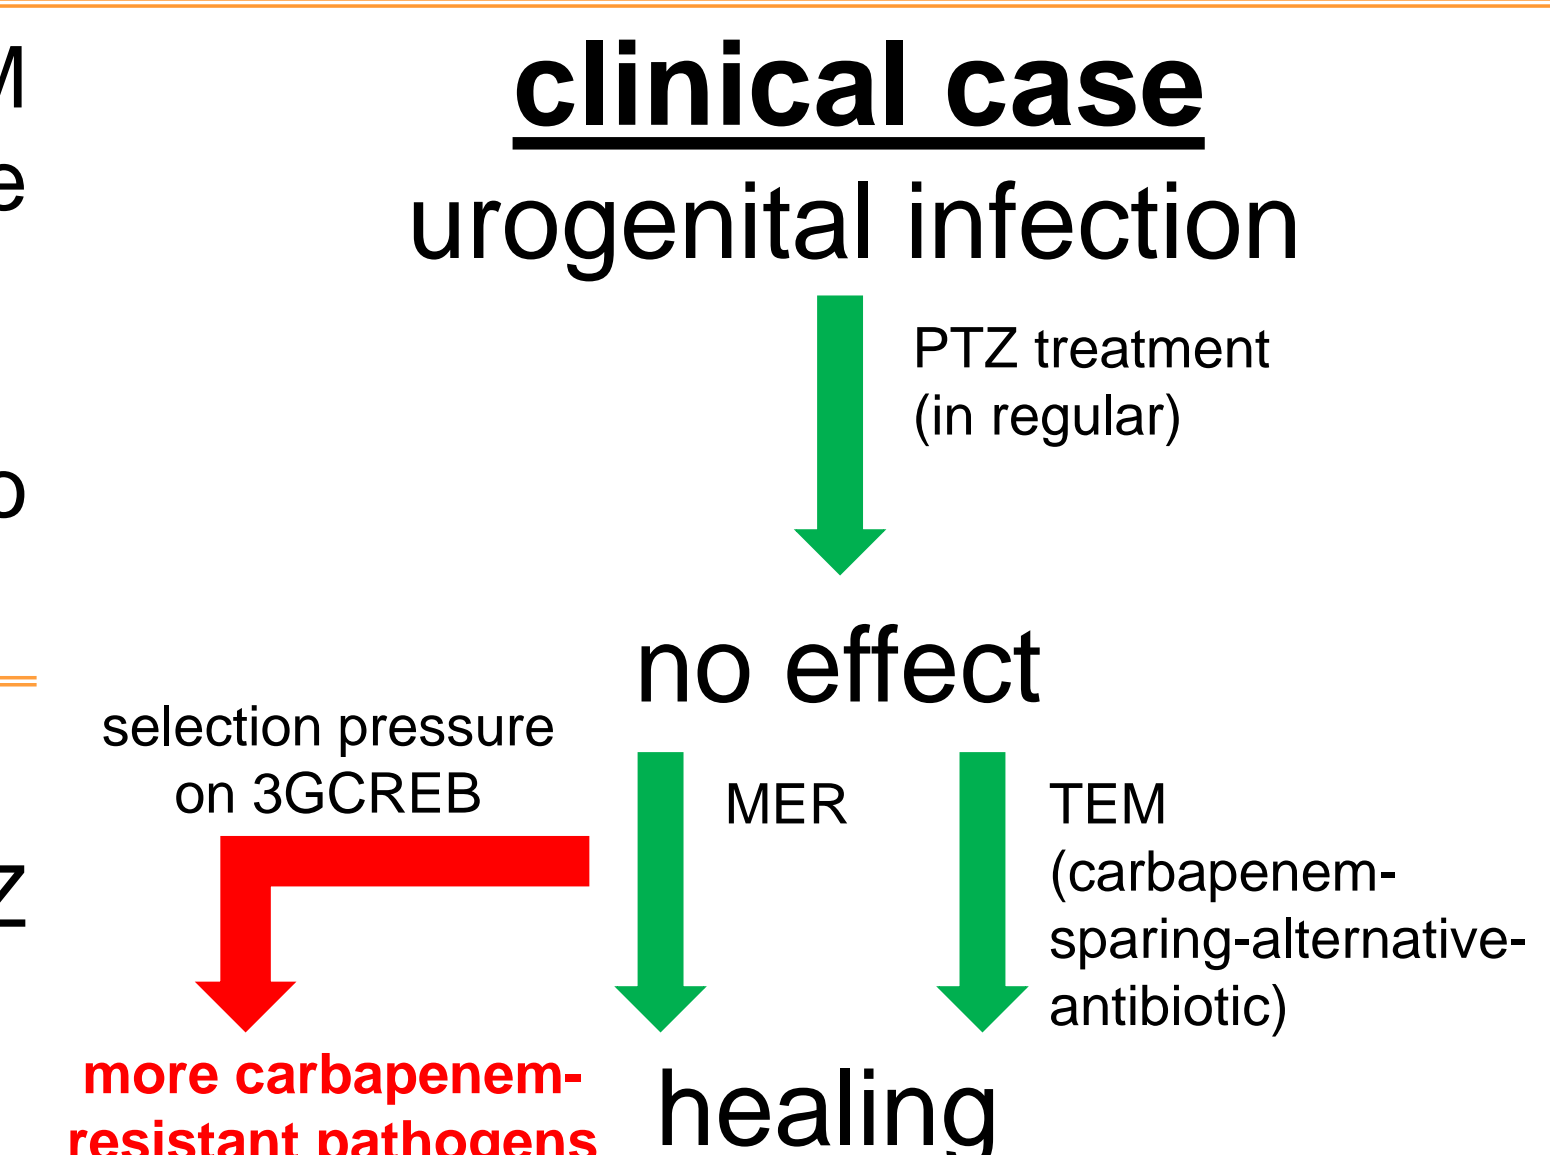 clinical case
urogenital infection
PTZ treatment
(in regular)
no effect
selection pressure
on 3GCREB
MER
TEM
(carbapenem-
sparing-alternative-
antibiotic)
more carbapenem-
resistant pathogens
healing